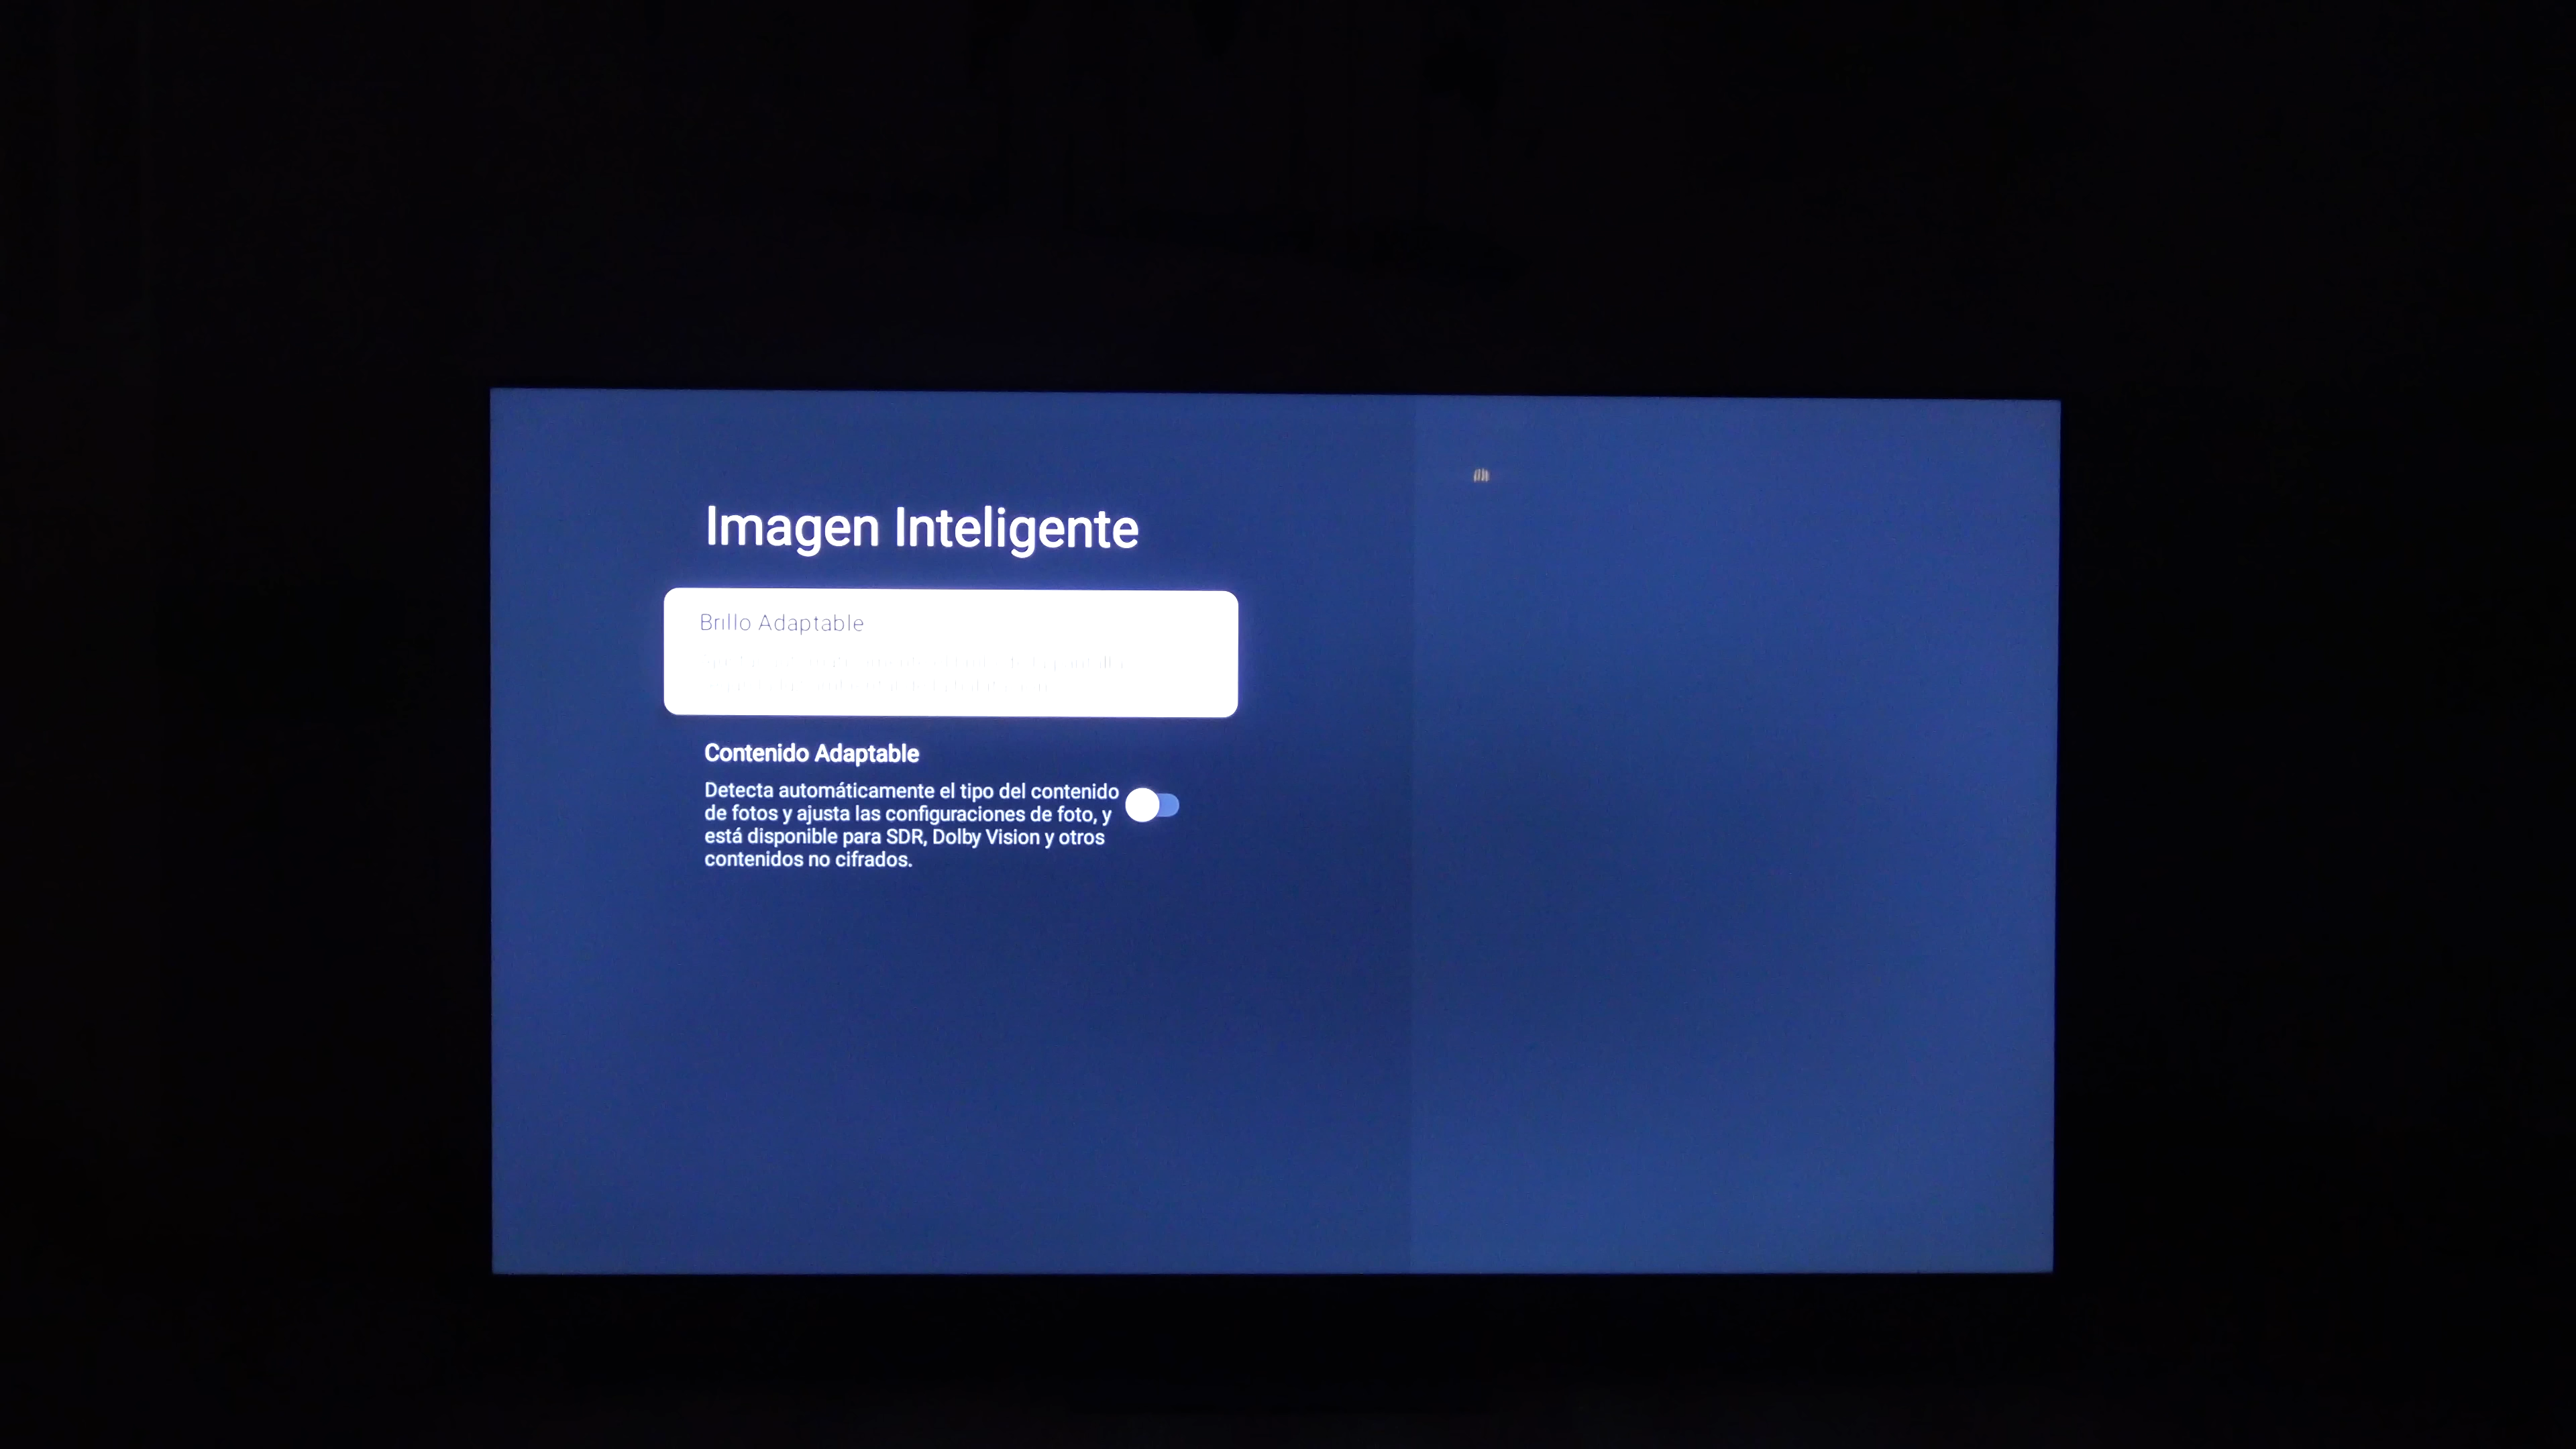 Imagen Inteligente
Brillo Adaptable
Contenido Adaptable
Detecta automáticamente el tipo del contenido
de fotos y ajusta las configuraciones de foto, y
está disponible para SDR, Dolby Vision y otros
contenidos no cifrados.